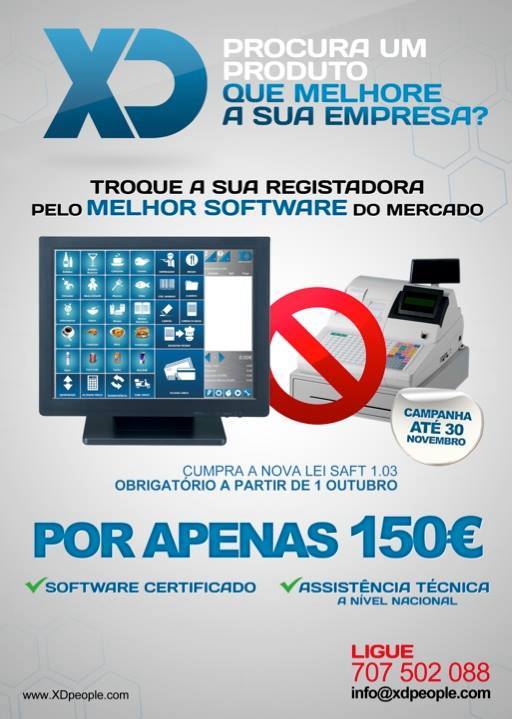 XD
PROCURA UM
PRODUTO
QUE MELHORE
A SUA EMPRESA?
TROQUE A SUA REGISTADORA
PELO MELHOR SOFTWARE DO MERCADO
CAMPANHA
ATÉ 30
NOVEMBRO
CUMPRA A NOVA LEI SAFT 1.03
OBRIGATÓRIO A PARTIR DE 1 OUTUBRO
POR APENAS 150€
SOFTWARE CERTIFICADO
ASSISTÊNCIA TÉCNICA
A NÍVEL NACIONAL
LIGUE
707 502 088
www.XDpeople.com
info@xdpeople.com